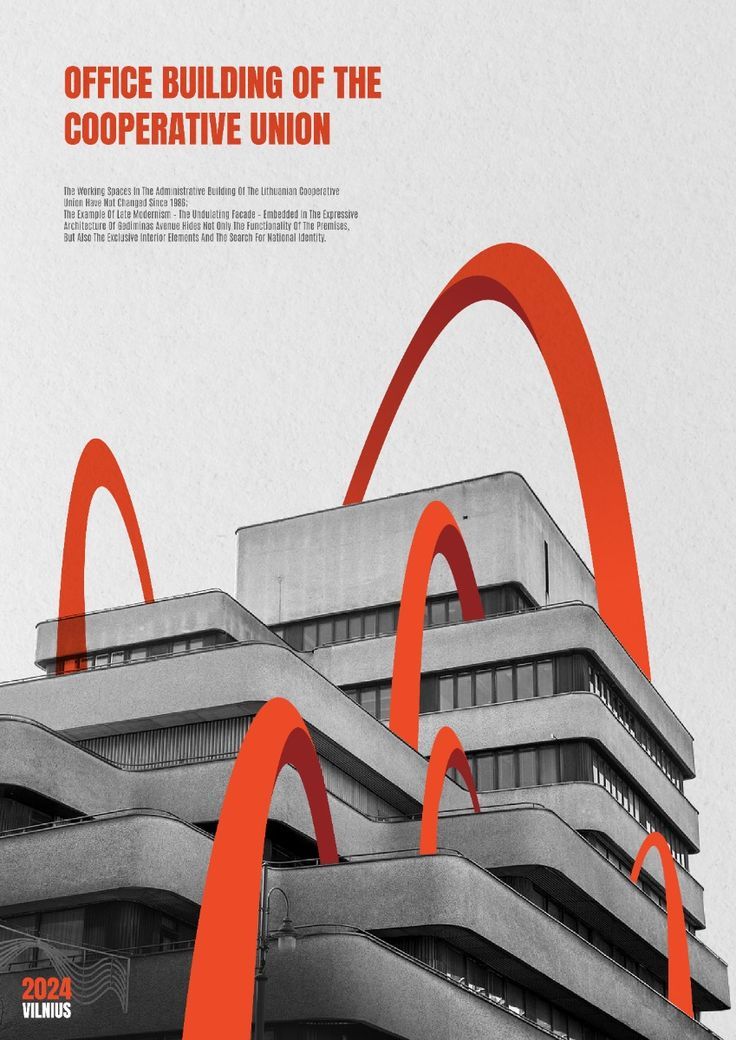 OFFICE BUILDING OF THE
COOPERATIVE UNION
The Working Spaces In The Administrative Building Of The Lithuanian Cooperative
Union Have Not Changed Since 1986;
The Example Of Late Modernism - The Undulating Facade - Embedded In The Expressive
Architecture Of Gediminas Avenue Hides Not Only The Functionality Of The Premises,
But Also The Exclusive Interior Elements And The Search For National Identity.
2024
VILNIUS